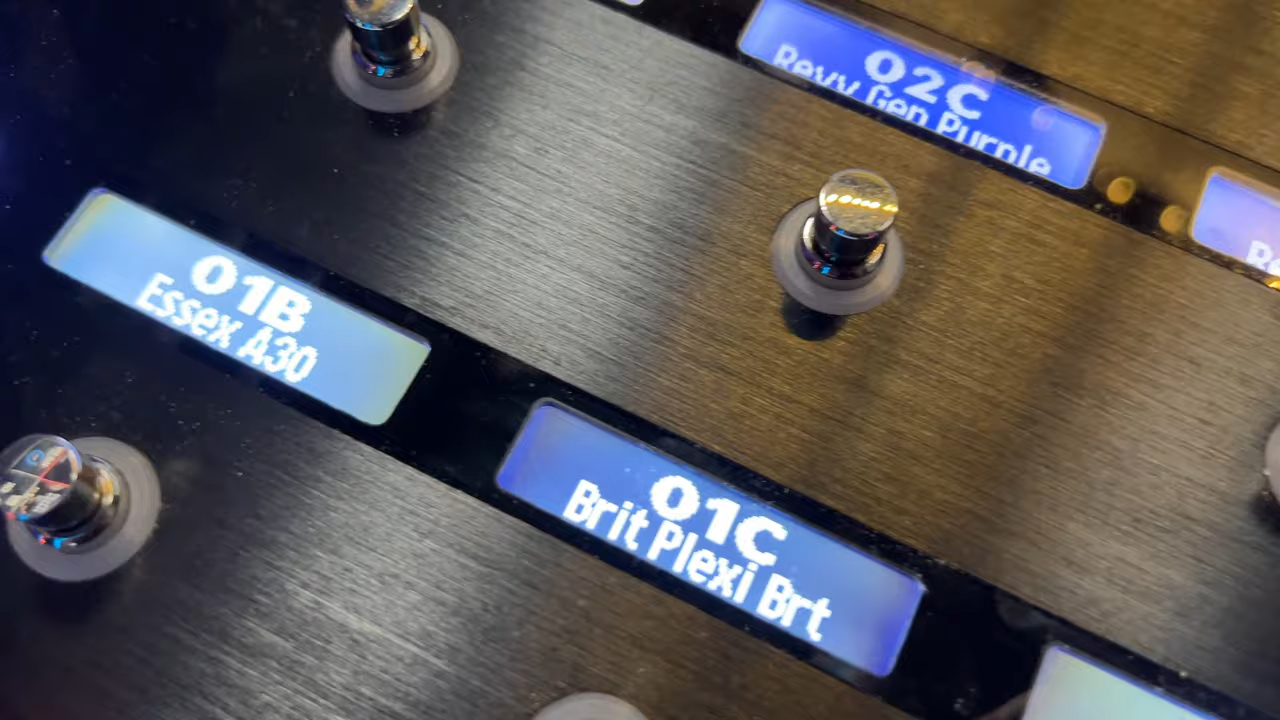 02C
Revv Gen Purple
01B
Essex A30
01C
Brit Plexi Brt